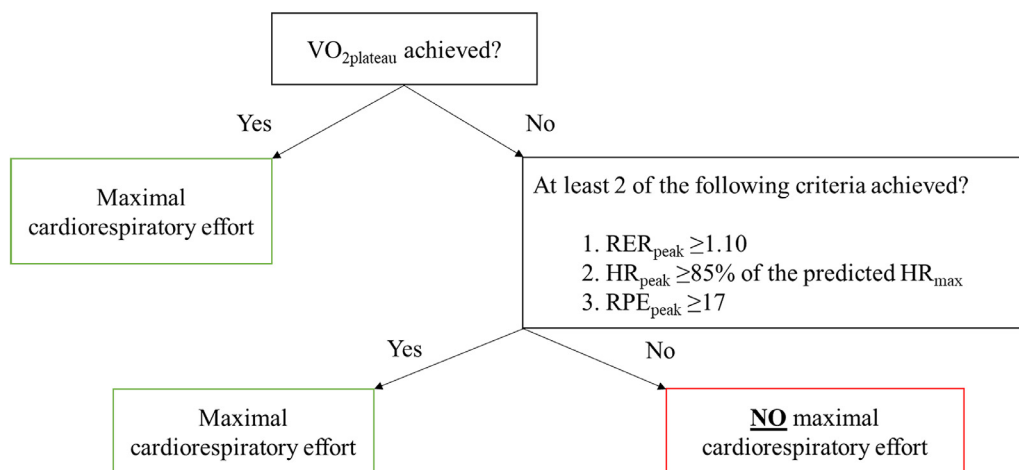 VO2plateau achieved?
Yes
No
Maximal
cardiorespiratory effort
At least 2 of the following criteria achieved?
1. RERpeak ≥1.10
2. HRpeak ≥85% of the predicted HRmax
3. RPEpeak ≥17
Yes
No
Maximal
cardiorespiratory effort
NO maximal
cardiorespiratory effort